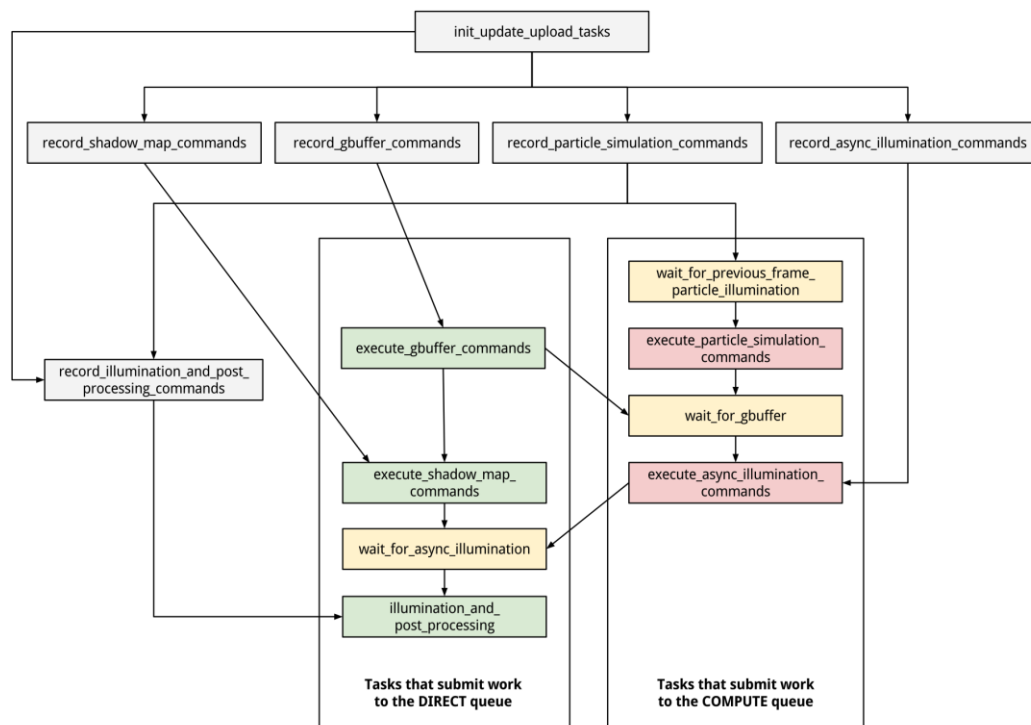 init_update_upload_tasks
record_shadow_map_commands
record_gbuffer_commands
record_particle_simulation_commands
record_async_illumination_commands
wait_for_previous_frame_
particle_illumination
execute_gbuffer_commands
execute_particle_simulation_
commands
record_illumination_and_post_
processing_commands
wait_for_gbuffer
execute_shadow_map_
commands
execute_async_illumination_
commands
wait_for_async_illumination
illumination_and_
post_processing
Tasks that submit work
to the DIRECT queue
Tasks that submit work
to the COMPUTE queue